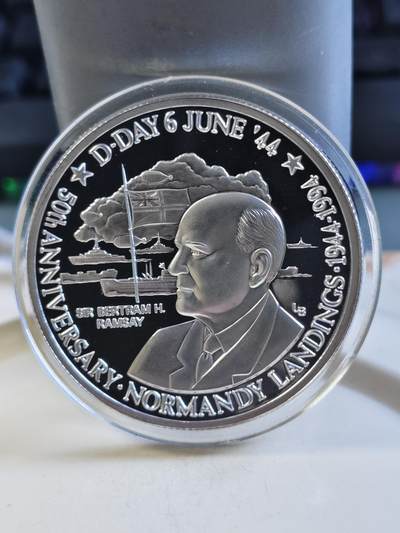 ★ D-DAY 6 JUNE '44 ★
50th ANNIVERSARY · NORMANDY LANDINGS · 1944-1994
SIR BERTRAM H.
RAMSAY
LB